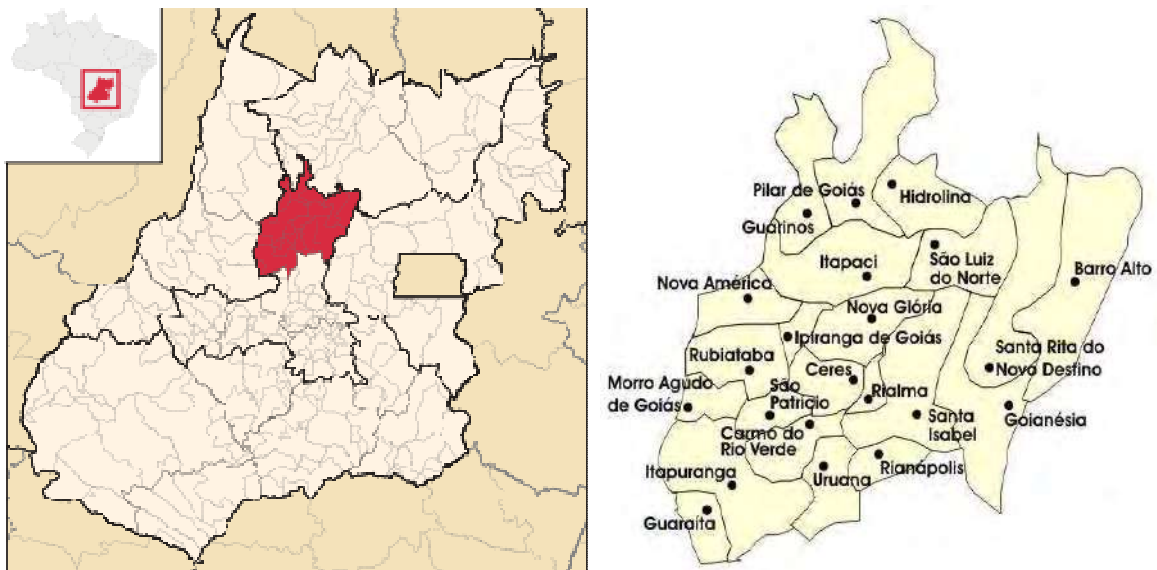 Pilar de Goiás
Hidrolina
Guarinos
Itapaci
São Luiz
do Norte
Barro Alto
Nova América
Nova Glória
Ipiranga de Goiás
Rubiataba
Santa Rita do
Novo Destino
Ceres
Morro Agudo
de Goiás
São
Patrício
Rialma
Santa
Isabel
Goianésia
Carmo do
Rio Verde
Itapuranga
Uruana
Rianápolis
Guaraíta